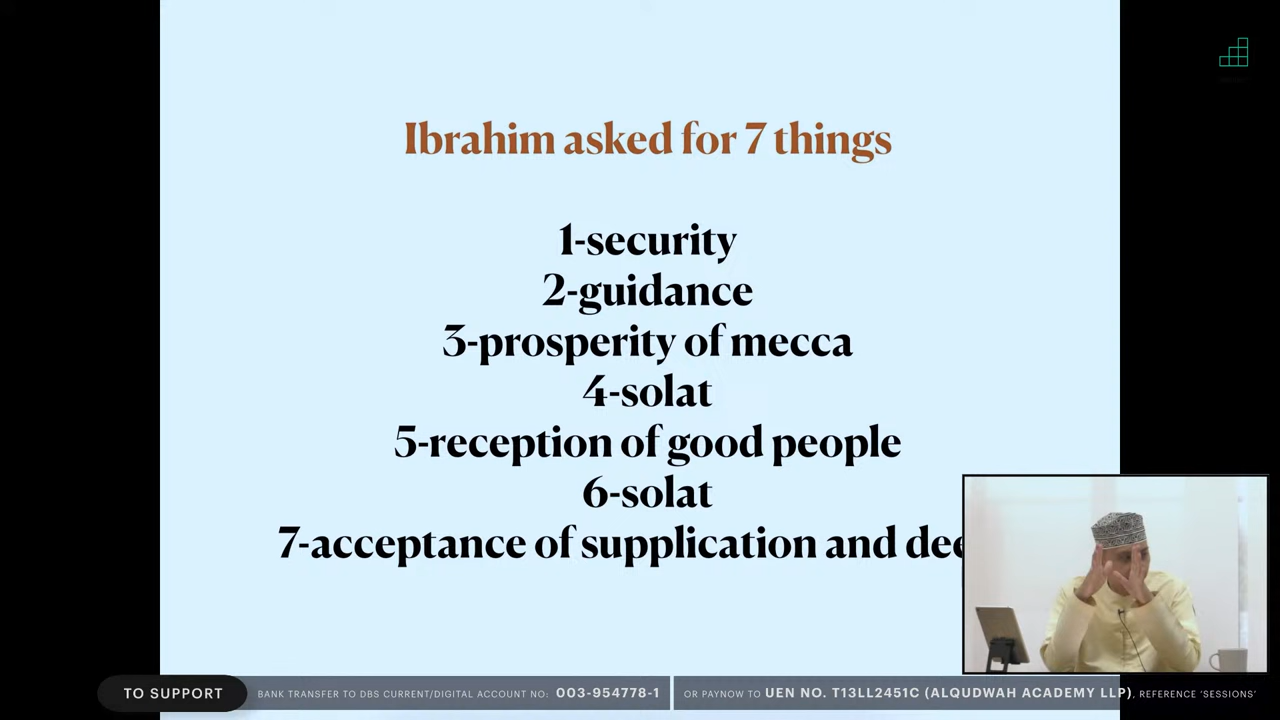 Ibrahim asked for 7 things
1-security
2-guidance
3-prosperity of mecca
4-solat
5-reception of good people
6-solat
7-acceptance of supplication and
TO SUPPORT
BANK TRANSFER TO DBS CURRENT/DIGITAL ACCOUNT NO: 003-954778-1
OR PAYNOW TO UEN NO. T13LL2451C (ALQUDWAH ACADEMY LLP), REFERENCE 'SESSIONS'